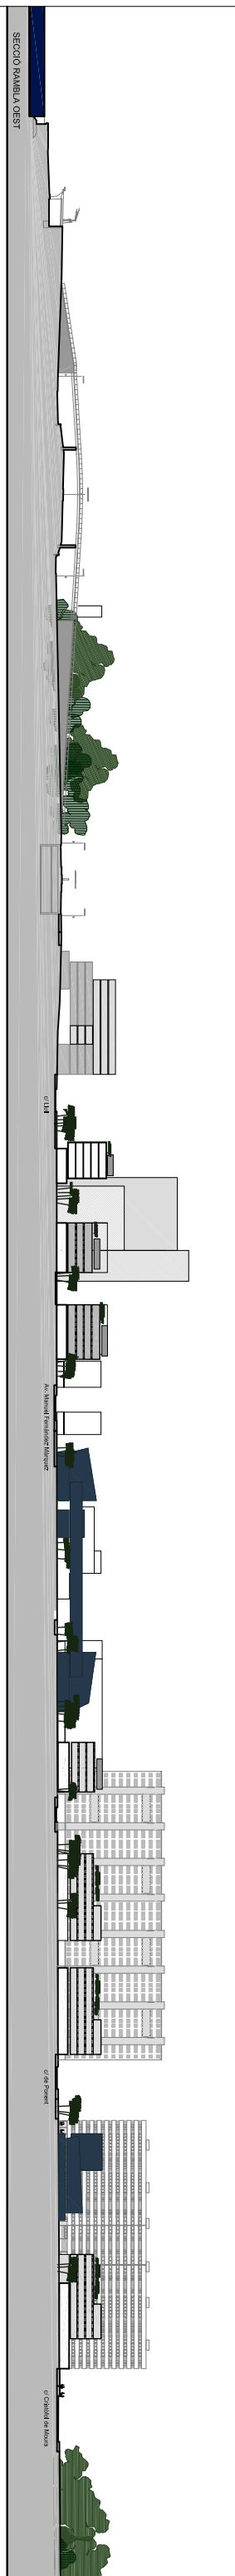 SECCIÓ RAMBLA OEST
c/ Llull
Av. Manuel Fernández Márquez
c/ de Ponent
c/ Cristòfol de Moura